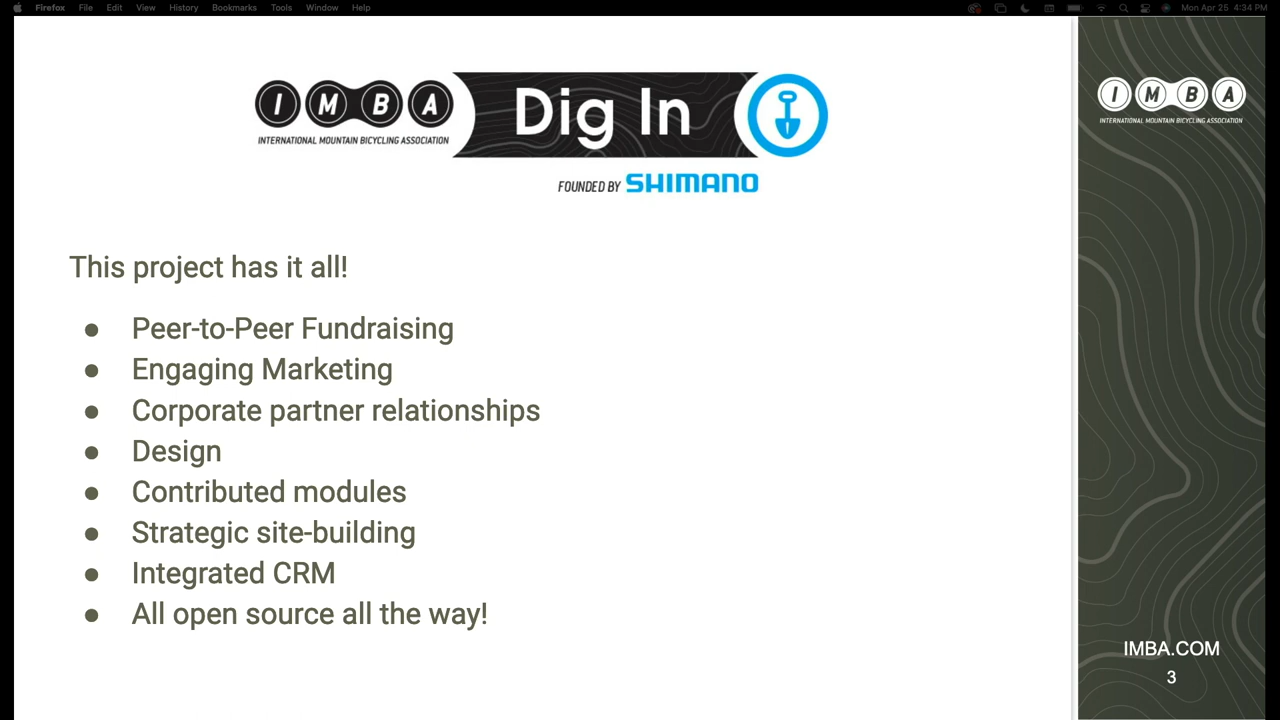 Firefox File Edit View History Bookmarks Tools Window Help Mon Apr 25 4:34 PM
I M B A
INTERNATIONAL MOUNTAIN BICYCLING ASSOCIATION
Dig In
FOUNDED BY SHIMANO
I M B A
INTERNATIONAL MOUNTAIN BICYCLING ASSOCIATION
This project has it all!
● Peer-to-Peer Fundraising
● Engaging Marketing
● Corporate partner relationships
● Design
● Contributed modules
● Strategic site-building
● Integrated CRM
● All open source all the way!
IMBA.COM
3